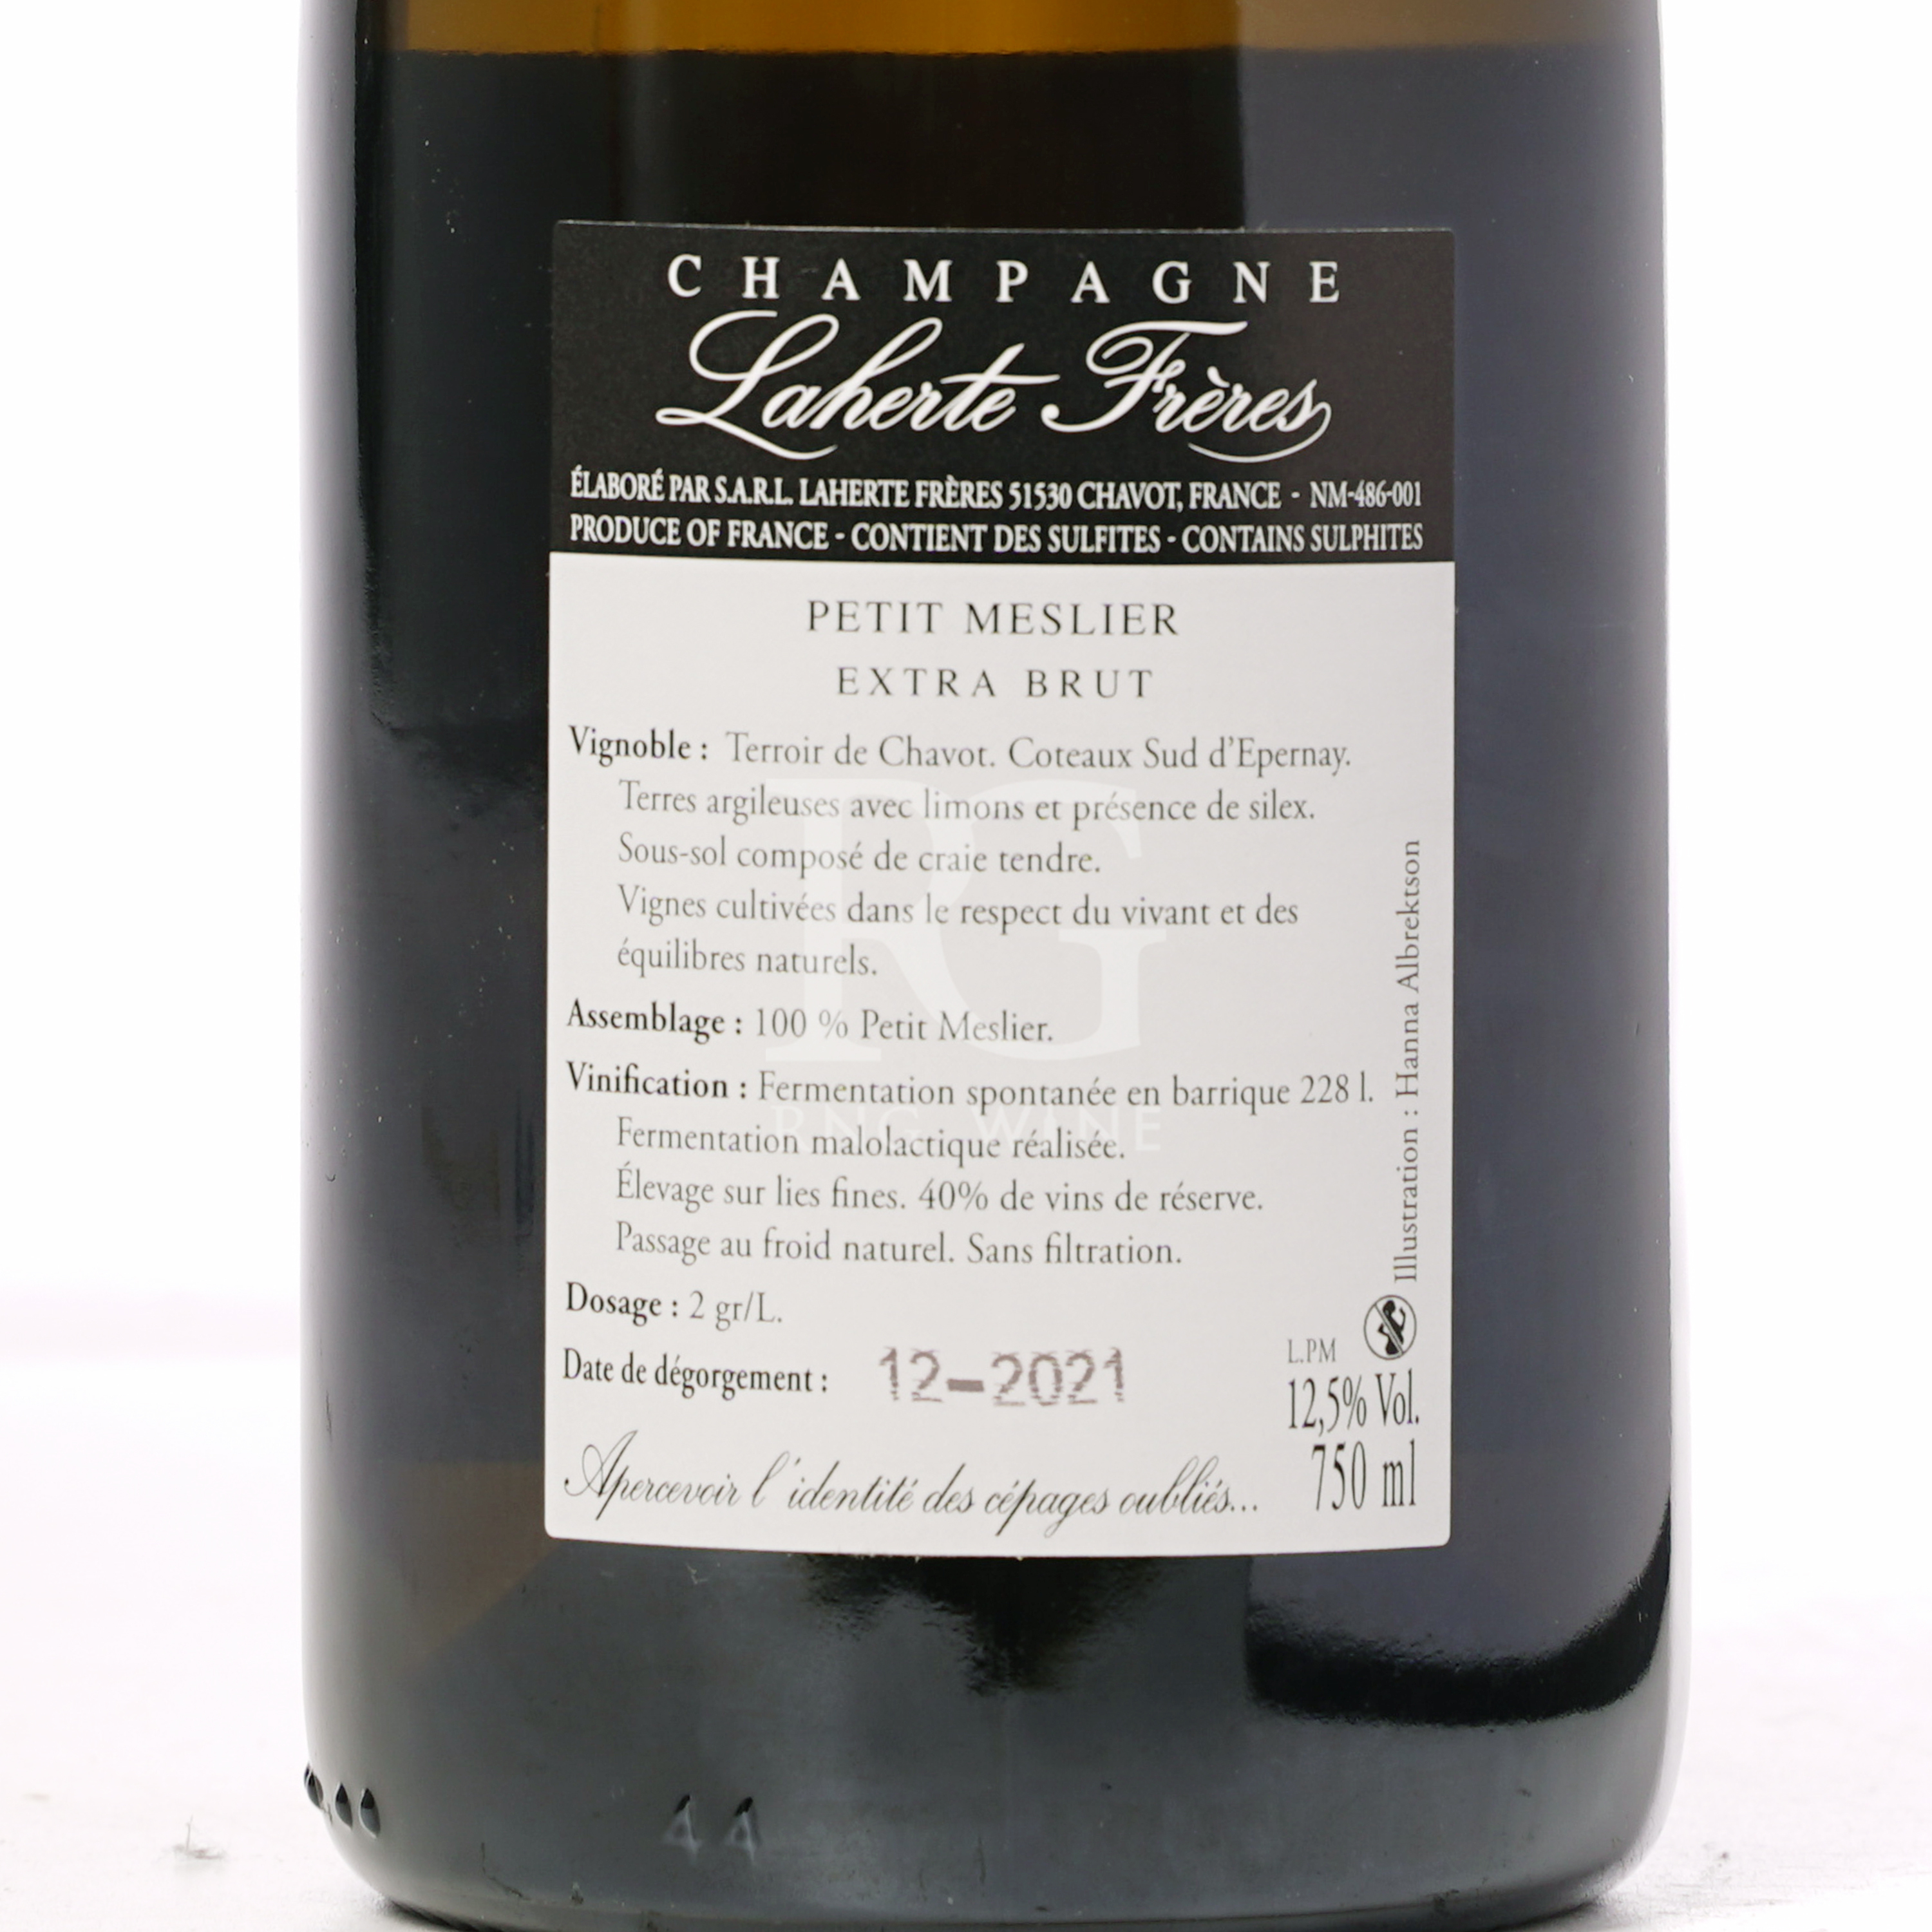 CHAMPAGNE
Laherte Frères
ÉLABORÉ PAR S.A.R.L. LAHERTE FRÈRES 51530 CHAVOT, FRANCE - NM-486-001
PRODUCE OF FRANCE - CONTIENT DES SULFITES - CONTAINS SULPHITES
PETIT MESLIER
EXTRA BRUT
Vignoble : Terroir de Chavot. Coteaux Sud d'Epernay.
Terres argileuses avec limons et présence de silex.
Sous-sol composé de craie tendre.
Vignes cultivées dans le respect du vivant et des
équilibres naturels.
Assemblage : 100 % Petit Meslier.
Vinification : Fermentation spontanée en barrique 228 l.
Fermentation malolactique réalisée.
Élevage sur lies fines. 40% de vins de réserve.
Passage au froid naturel. Sans filtration.
Dosage : 2 gr/L.
Date de dégorgement : 12-2021
Apercevoir l'identité des cépages oubliés...
L.PM
12,5% Vol.
750 ml
Illustration : Hanna Albrektson
RG
RNG WINE
44